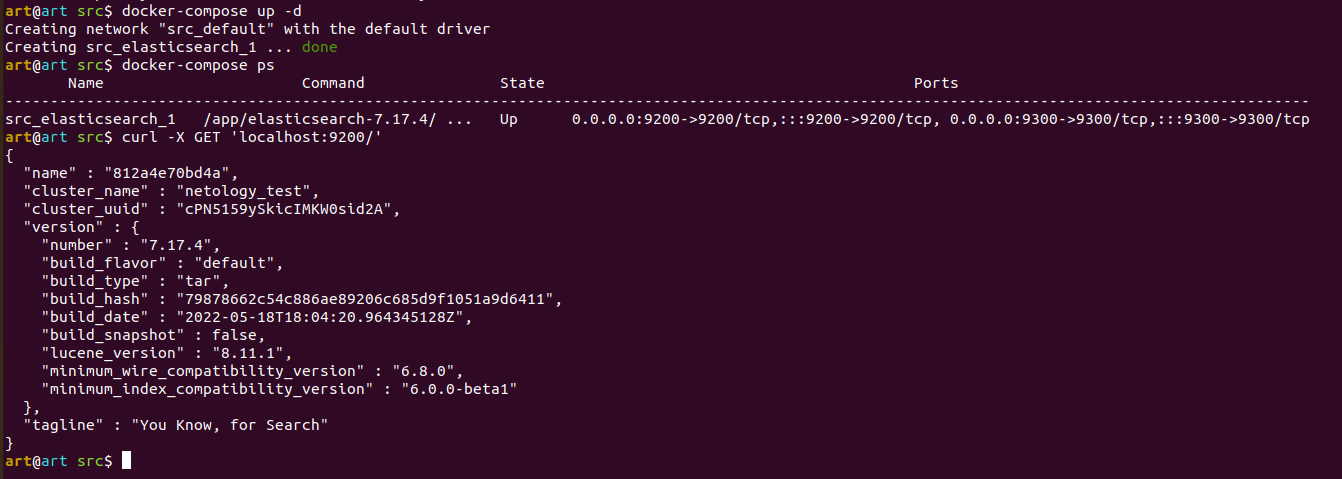 art@art src$ docker-compose up -d
Creating network "src_default" with the default driver
Creating src_elasticsearch_1 ... done
art@art src$ docker-compose ps
       Name                      Command               State                                         Ports
-------------------------------------------------------------------------------------------------------------------------------------------------
src_elasticsearch_1   /app/elasticsearch-7.17.4/ ...   Up      0.0.0.0:9200->9200/tcp,:::9200->9200/tcp, 0.0.0.0:9300->9300/tcp,:::9300->9300/tcp
art@art src$ curl -X GET 'localhost:9200/'
{
  "name" : "812a4e70bd4a",
  "cluster_name" : "netology_test",
  "cluster_uuid" : "cPN5159ySkicIMKW0sid2A",
  "version" : {
    "number" : "7.17.4",
    "build_flavor" : "default",
    "build_type" : "tar",
    "build_hash" : "79878662c54c886ae89206c685d9f1051a9d6411",
    "build_date" : "2022-05-18T18:04:20.964345128Z",
    "build_snapshot" : false,
    "lucene_version" : "8.11.1",
    "minimum_wire_compatibility_version" : "6.8.0",
    "minimum_index_compatibility_version" : "6.0.0-beta1"
  },
  "tagline" : "You Know, for Search"
}
art@art src$